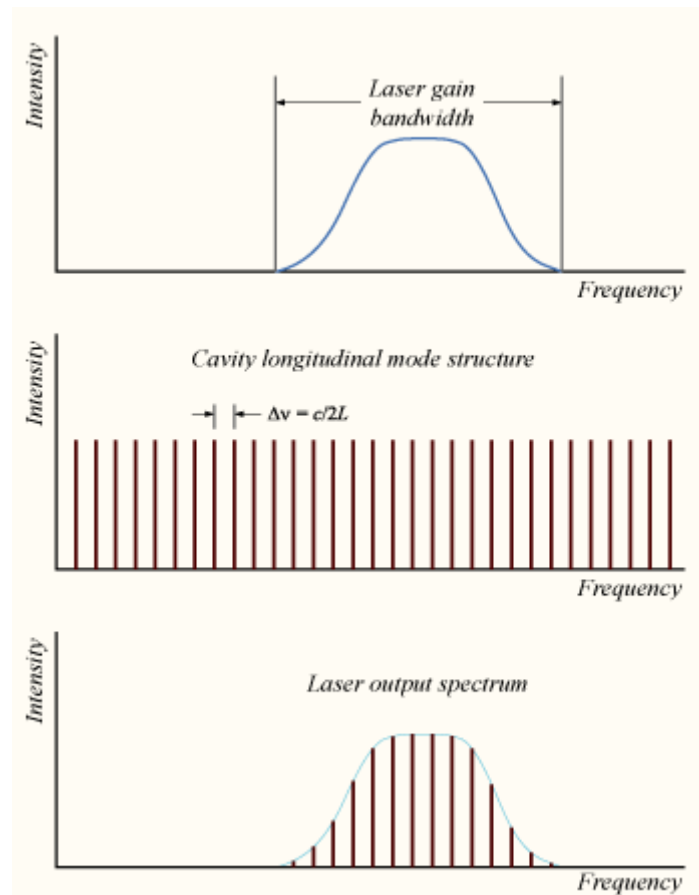 Intensity
Laser gain
bandwidth
Frequency
Intensity
Cavity longitudinal mode structure
Δν = c/2L
Frequency
Intensity
Laser output spectrum
Frequency